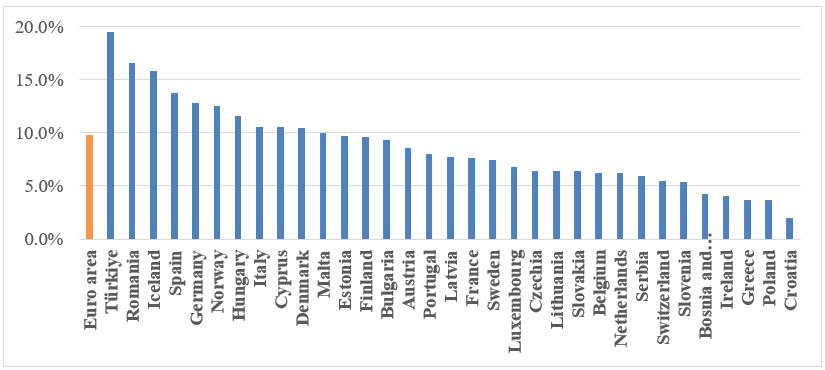 20.0%
15.0%
10.0%
5.0%
0.0%
Euro area
Türkiye
Romania
Iceland
Spain
Germany
Norway
Hungary
Italy
Cyprus
Denmark
Malta
Estonia
Finland
Bulgaria
Austria
Portugal
Latvia
France
Sweden
Luxembourg
Czechia
Lithuania
Slovakia
Belgium
Netherlands
Serbia
Switzerland
Slovenia
Bosnia and…
Ireland
Greece
Poland
Croatia